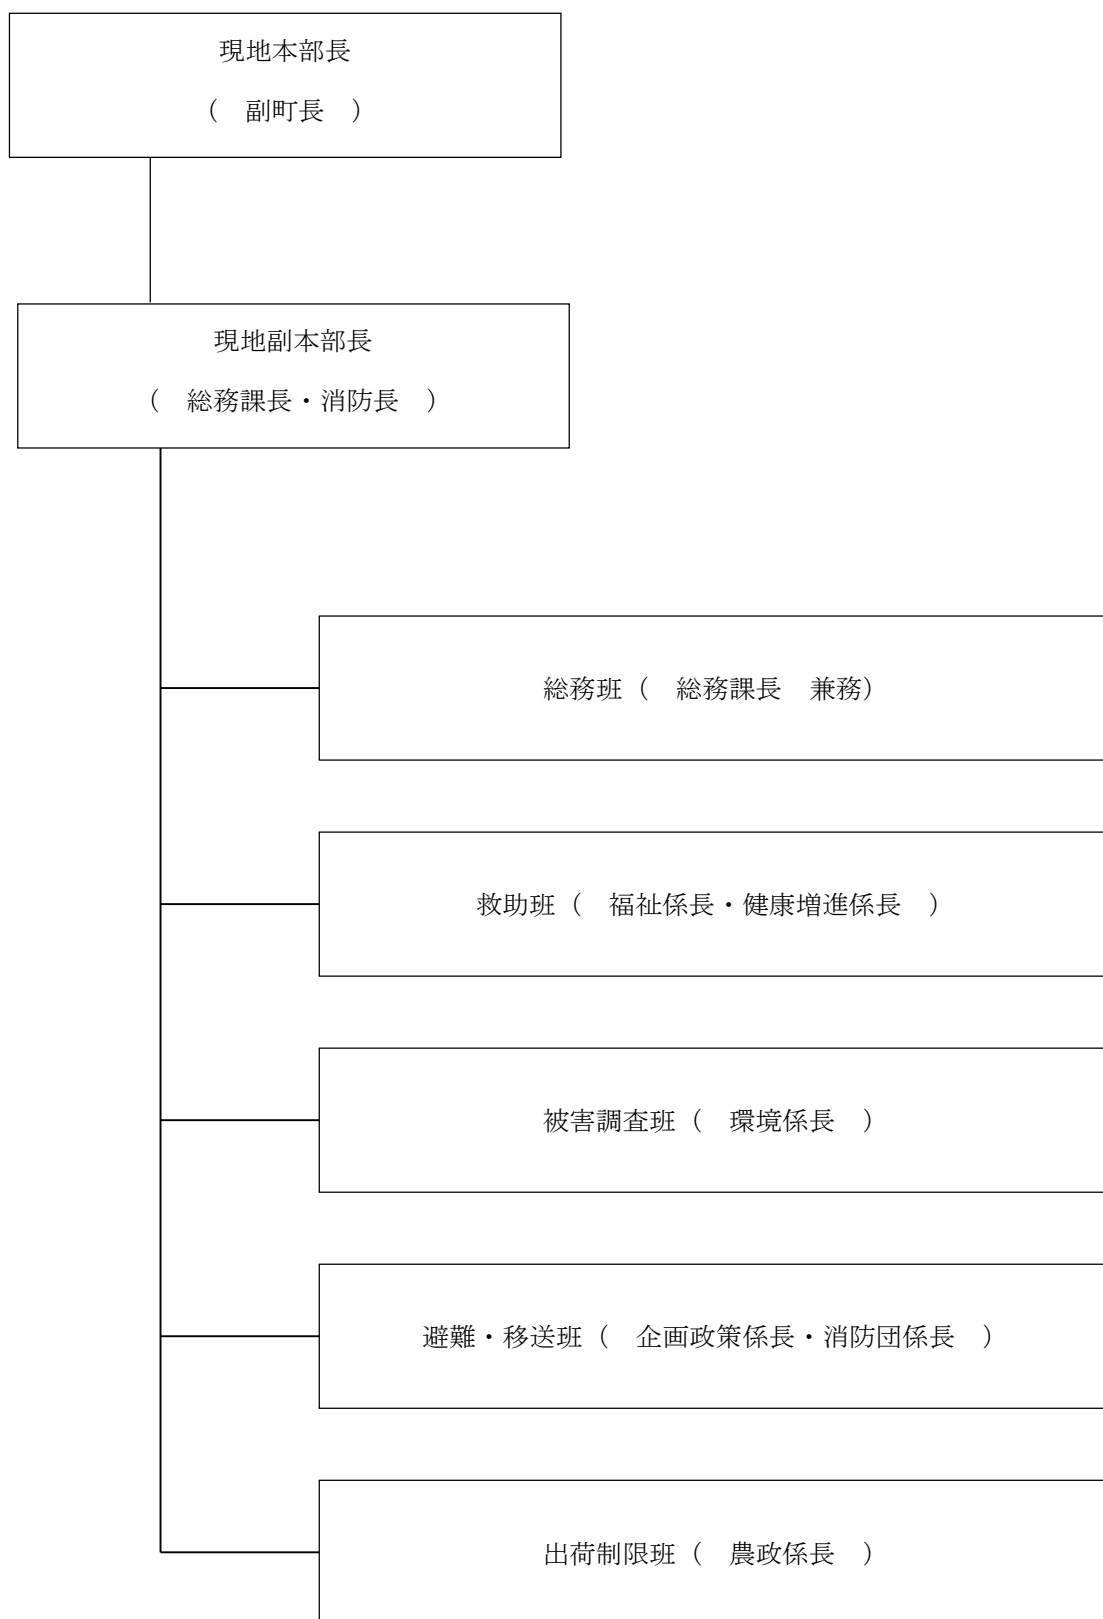 現地本部長
（　副町長　）
現地副本部長
（　総務課長・消防長　）
総務班（　総務課長　兼務）
救助班（　福祉係長・健康増進係長　）
被害調査班（　環境係長　）
避難・移送班（　企画政策係長・消防団係長　）
出荷制限班（　農政係長　）